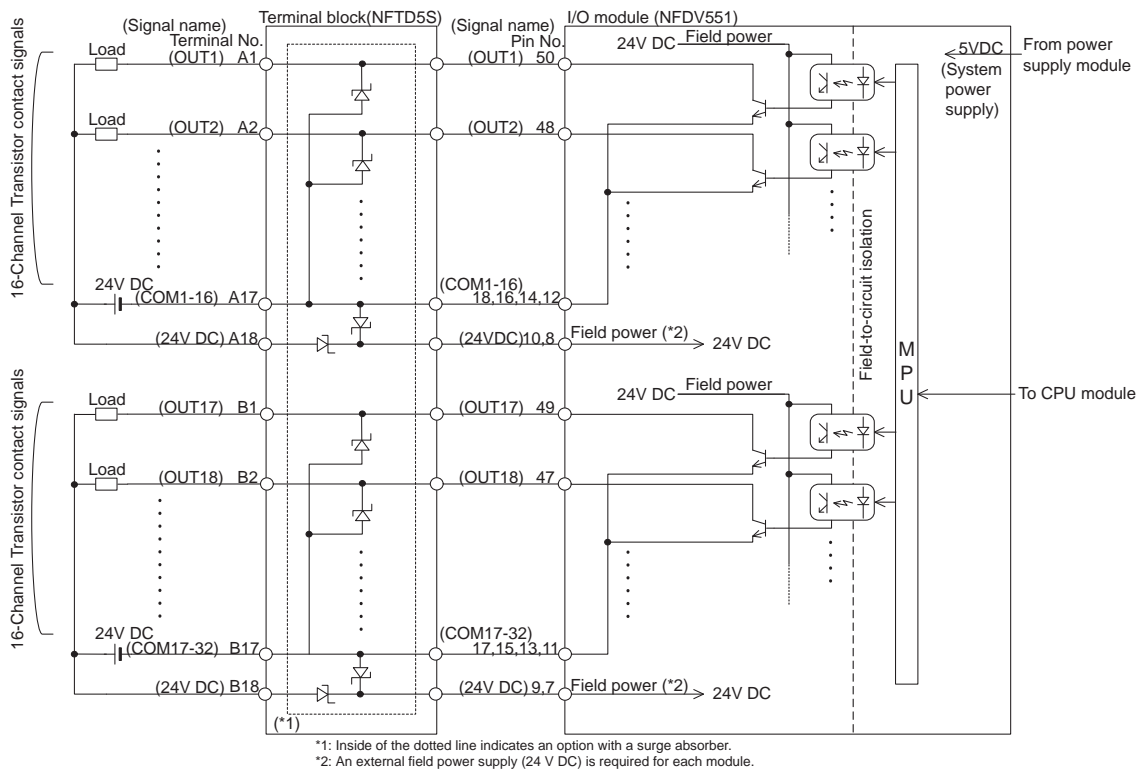 (Signal name)
Terminal No.
Terminal block(NFTD5S)
(Signal name)
Pin No.
I/O module (NFDV551)
24V DC
Field power
5VDC
(System
power
supply)
From power
supply module
16-Channel Transistor contact signals
Load
(OUT1) A1
(OUT1) 50
Load
(OUT2) A2
(OUT2) 48
24V DC
(COM1-16) A17
(COM1-16)
18,16,14,12
(24V DC) A18
(24VDC)10,8
Field power (*2)
24V DC
Field-to-circuit isolation
M
P
U
To CPU module
16-Channel Transistor contact signals
24V DC
Field power
Load
(OUT17) B1
(OUT17) 49
Load
(OUT18) B2
(OUT18) 47
24V DC
(COM17-32) B17
(COM17-32)
17,15,13,11
(24V DC) B18
(24V DC) 9,7
Field power (*2)
24V DC
(*1)
*1: Inside of the dotted line indicates an option with a surge absorber.
*2: An external field power supply (24 V DC) is required for each module.